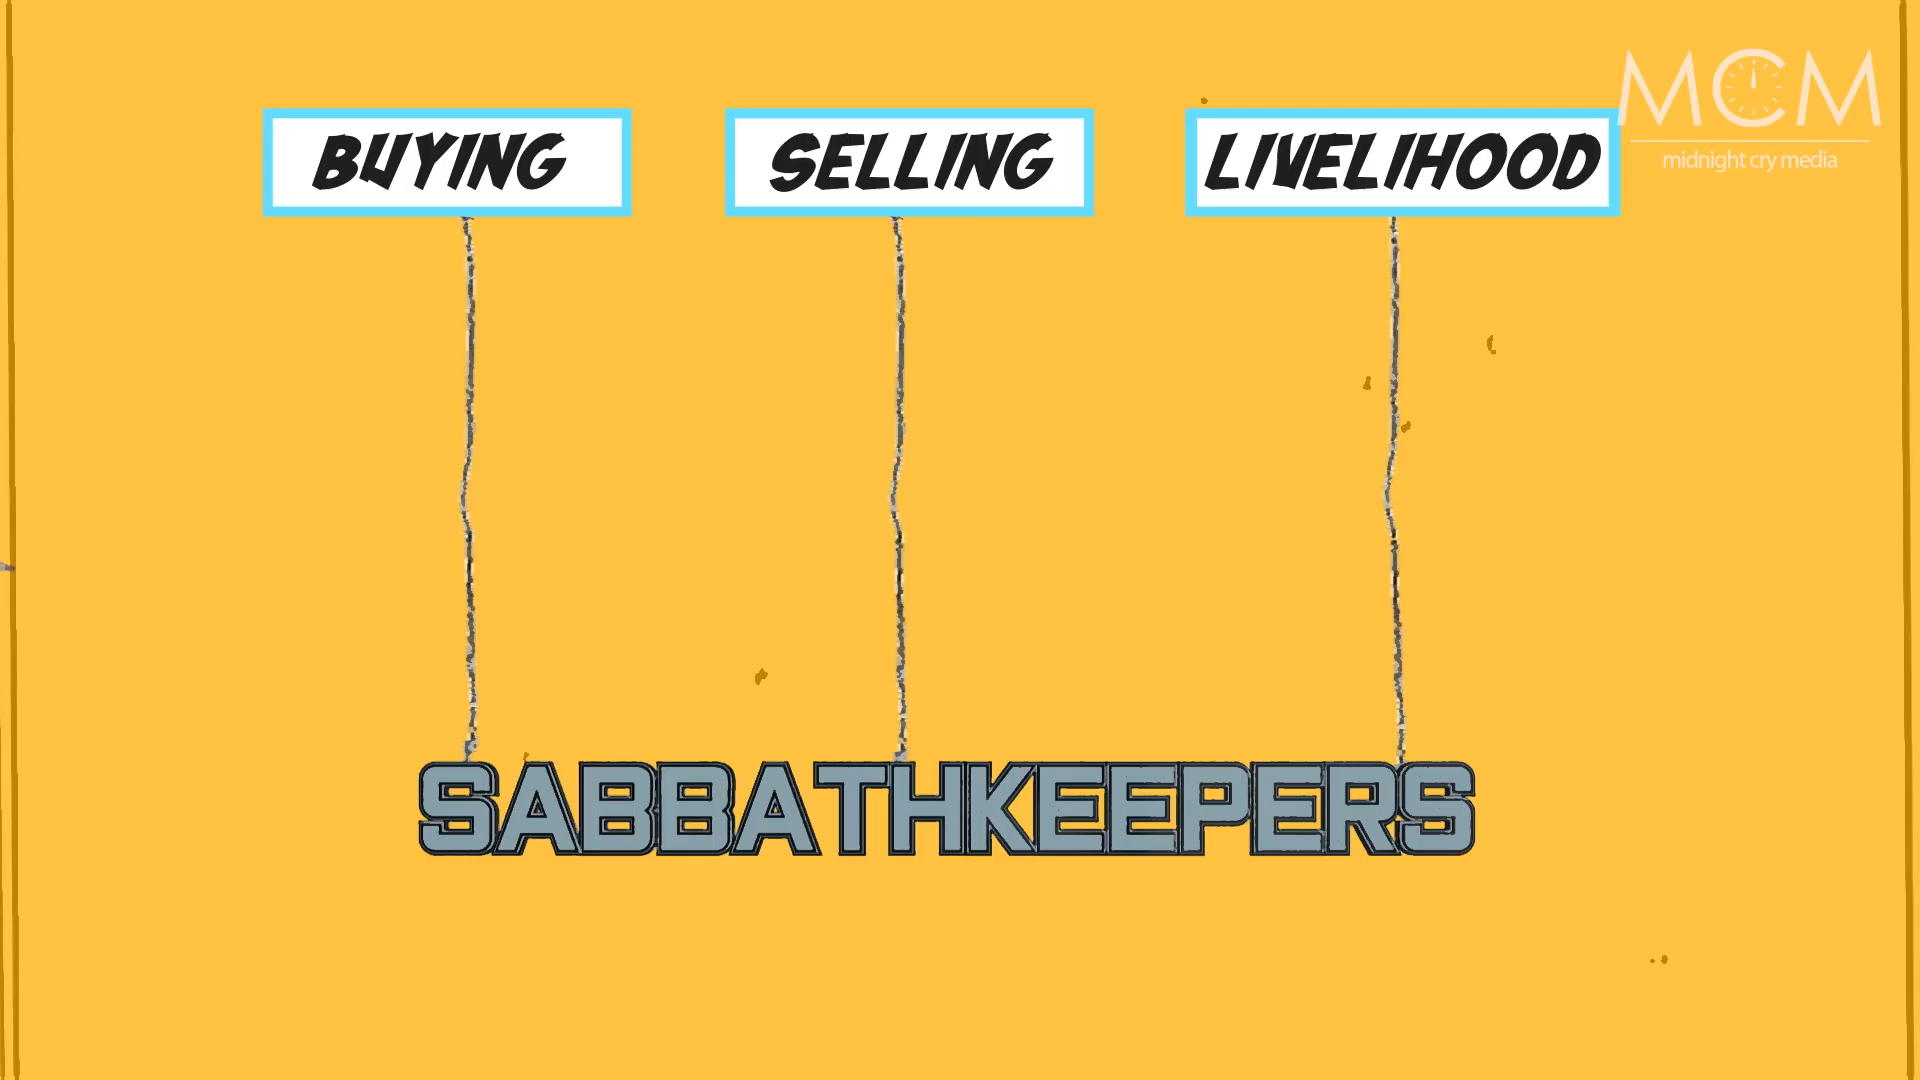 BUYING
SELLING
LIVELIHOOD
MCM
midnight cry media
SABBATHKEEPERS